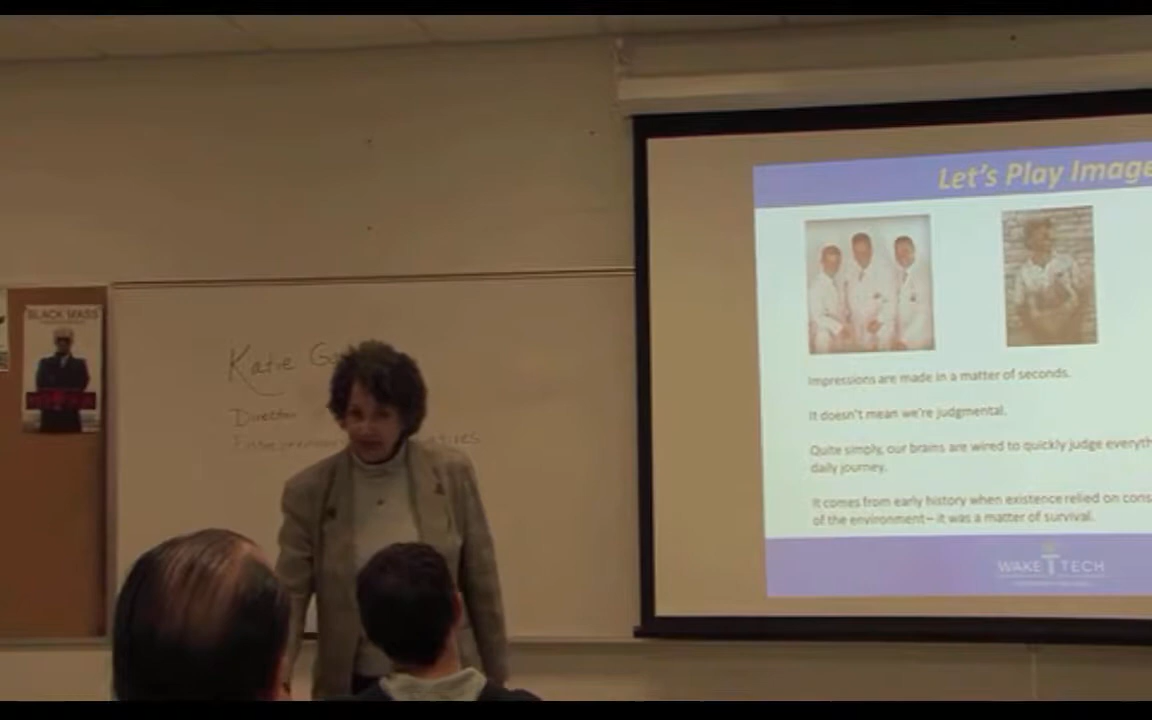 BLACK MASS
Katie
Director
Let's Play Image
Impressions are made in a matter of seconds.
It doesn't mean we're judgmental.
Quite simply, our brains are wired to quickly judge everyth
daily journey.
It comes from early history when existence relied on cons
of the environment– it was a matter of survival.
WAKE TECH